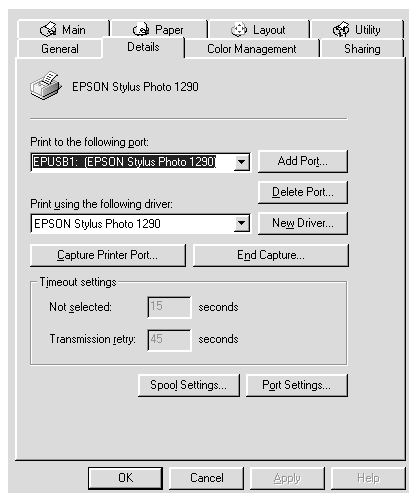 Main Paper Layout Utility
General Details Color Management Sharing
EPSON Stylus Photo 1290
Print to the following port:
EPUSB1: (EPSON Stylus Photo 1290) Add Port...
Delete Port...
Print using the following driver:
EPSON Stylus Photo 1290 New Driver...
Capture Printer Port... End Capture...
Timeout settings
Not selected: 15 seconds
Transmission retry: 45 seconds
Spool Settings... Port Settings...
OK Cancel Apply Help